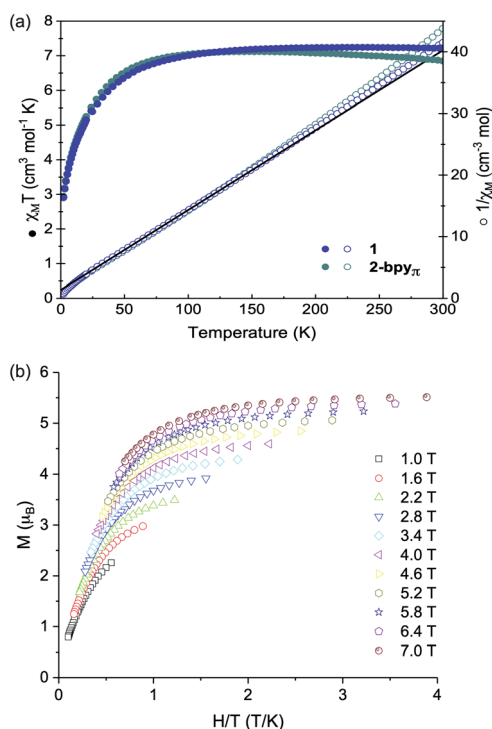 (a)
8
7
6
5
4
3
2
1
0
● χMT (cm³ mol⁻¹ K)
50
40
30
20
10
0
○ 1/χM (cm⁻³ mol)
1
2-bpyπ
0 50 100 150 200 250 300
Temperature (K)
(b)
6
5
4
3
2
1
0
M (μB)
1.0 T
1.6 T
2.2 T
2.8 T
3.4 T
4.0 T
4.6 T
5.2 T
5.8 T
6.4 T
7.0 T
0 1 2 3 4
H/T (T/K)